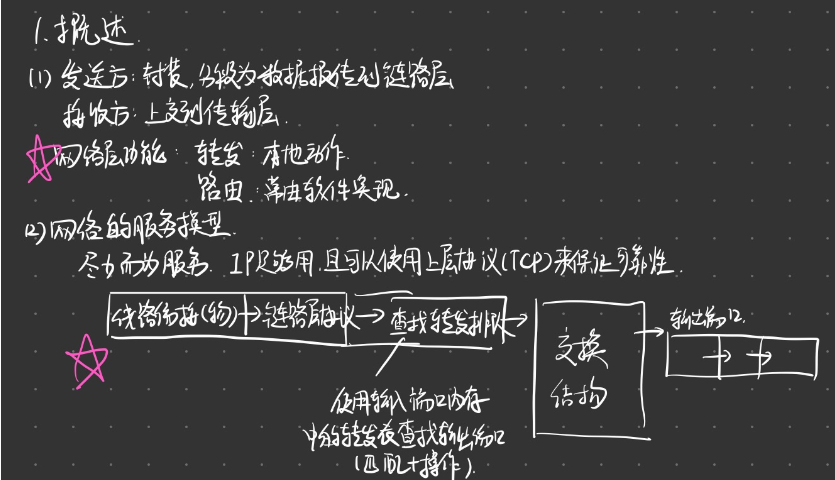 1. 概述.
(1) 发送方: 封装, 分段为数据报传到链路层
接收方: 上交到传输层.
网络层功能: 转发: 本地动作.
路由: 常由软件实现.
(2) 网络的服务模型.
尽力而为服务. IP足够用, 且可以使用上层协议(TCP)来保证可靠性.
线路端接(物) → 链路层协议 → 查找转发排队 →
交换
结构
→ 输出端口.
→ →
使用输入端口内存
中的转发表查找输出端口
(匹配+操作).